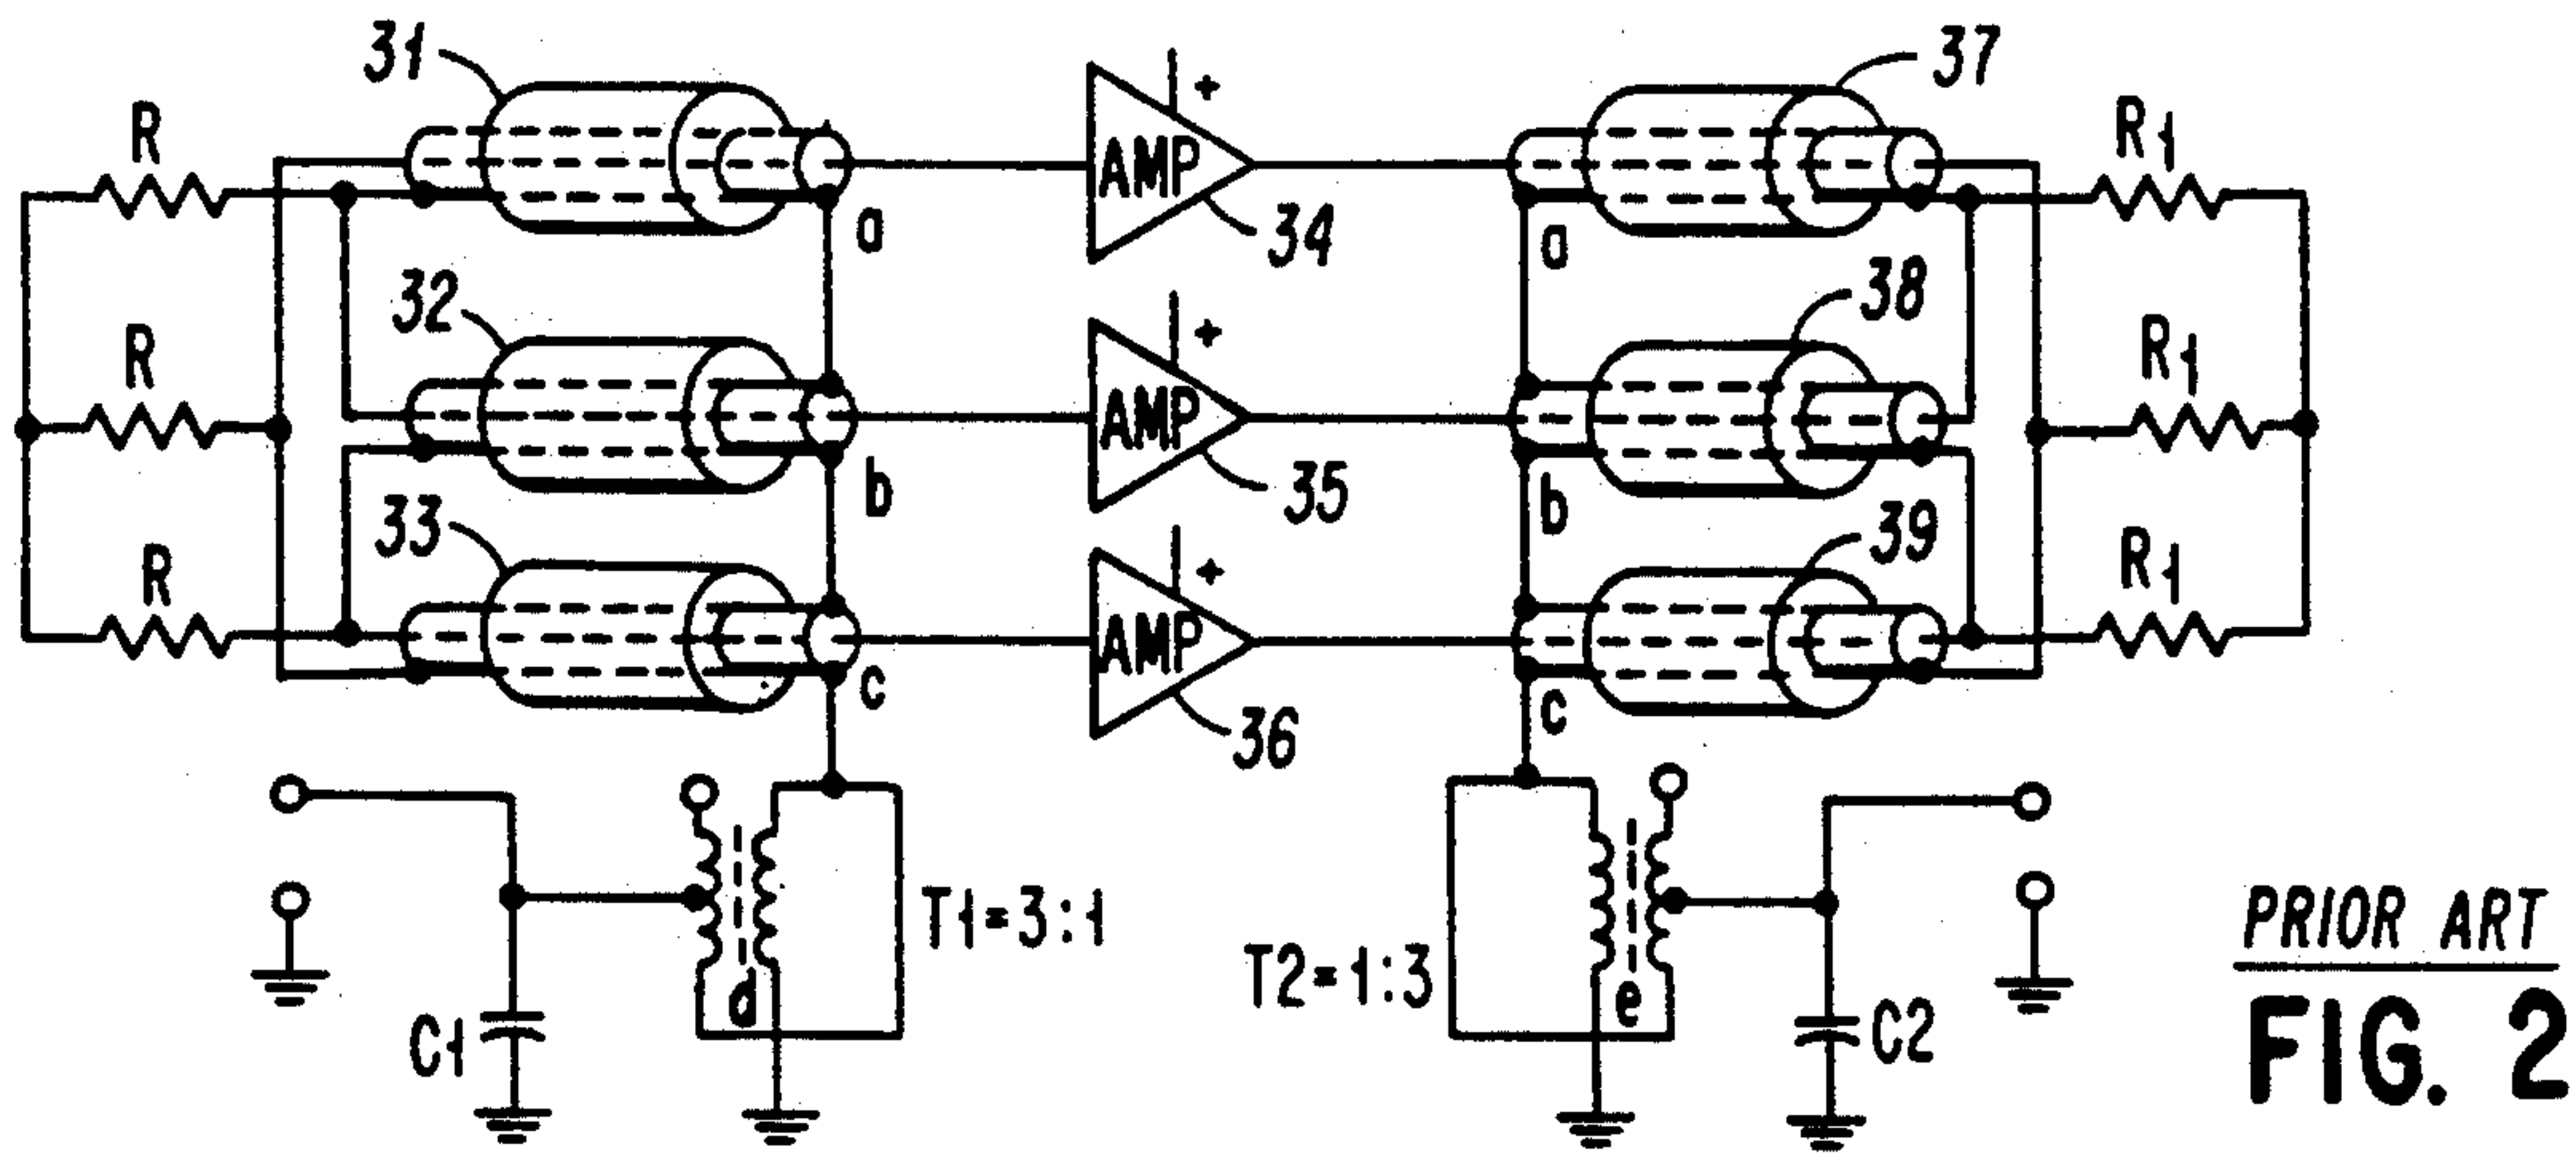 31
37
R
R1
+
AMP
34
a
a
32
38
R
R1
+
AMP
35
b
b
33
39
R
R1
+
AMP
36
c
c
T1=3:1
T2=1:3
d
e
C1
C2
PRIOR ART
FIG. 2